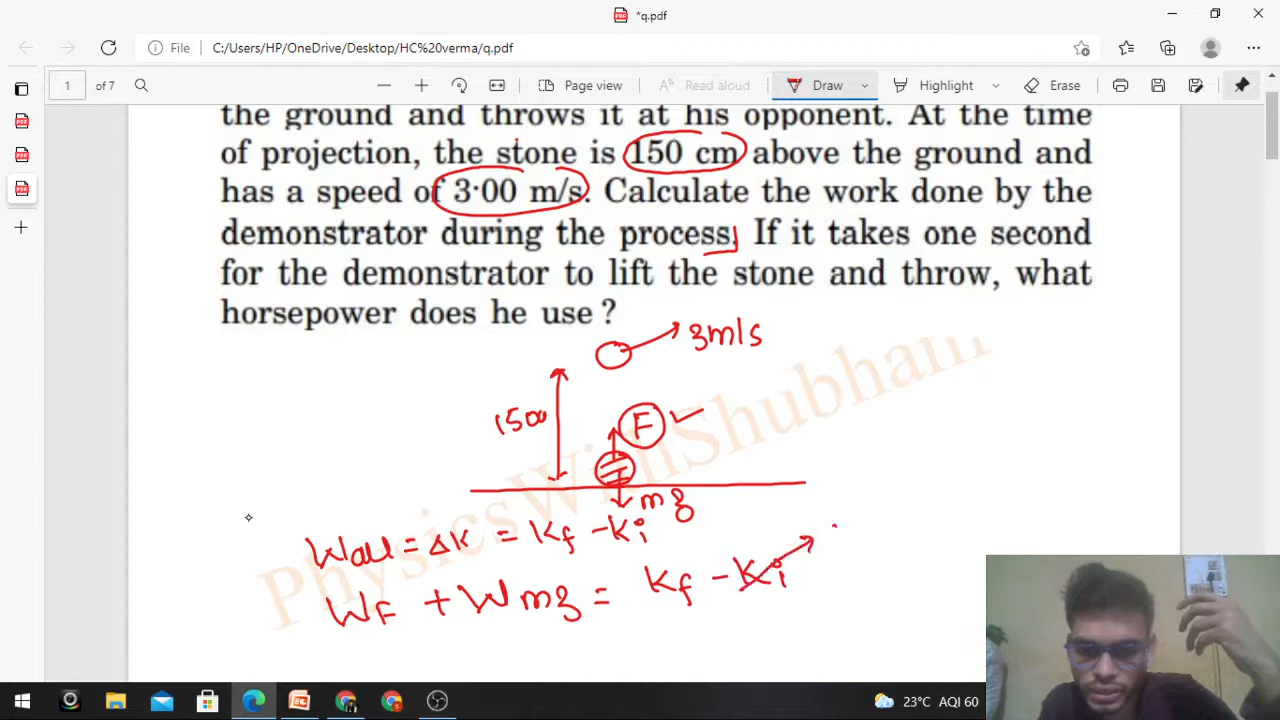 *q.pdf
File C:/Users/HP/OneDrive/Desktop/HC%20verma/q.pdf
1 of 7 Page view Read aloud Draw Highlight Erase
the ground and throws it at his opponent. At the time
of projection, the stone is 150 cm above the ground and
has a speed of 3·00 m/s. Calculate the work done by the
demonstrator during the process. If it takes one second
for the demonstrator to lift the stone and throw, what
horsepower does he use ?
3m/s
150
F
mg
Wall = ΔK = Kf - Ki
WF + Wmg = Kf - Ki
PhysicsWithShubham
23°C AQI 60